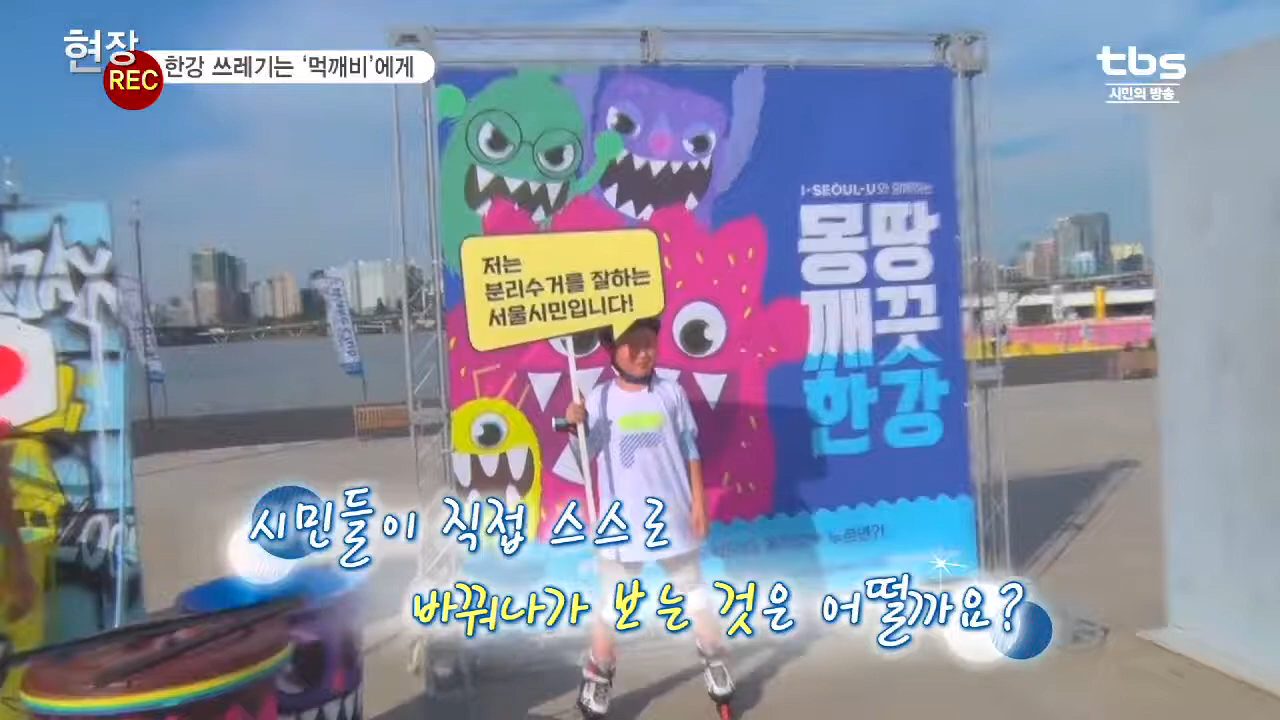 현장
REC
한강 쓰레기는 '먹깨비'에게
tbs
시민의 방송
I·SEOUL·U와 함께하는
몽땅
깨끗
한강
저는
분리수거를 잘하는
서울시민입니다!
누르면?!
시민들이 직접 스스로
바꿔나가 보는 것은 어떨까요?